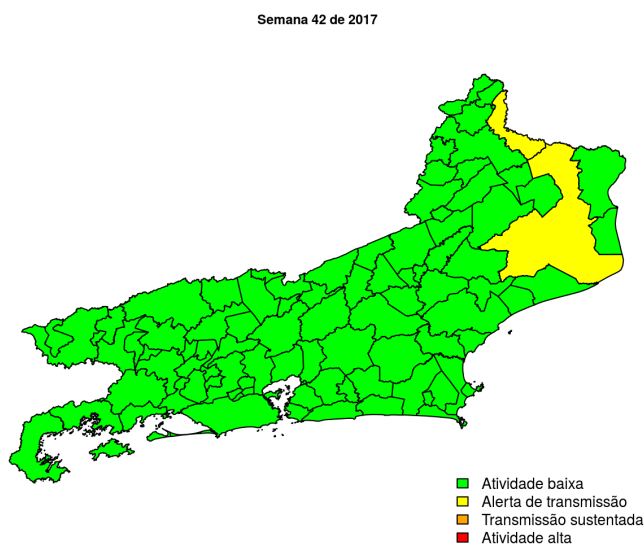 Semana 42 de 2017
Atividade baixa
Alerta de transmissão
Transmissão sustentada
Atividade alta